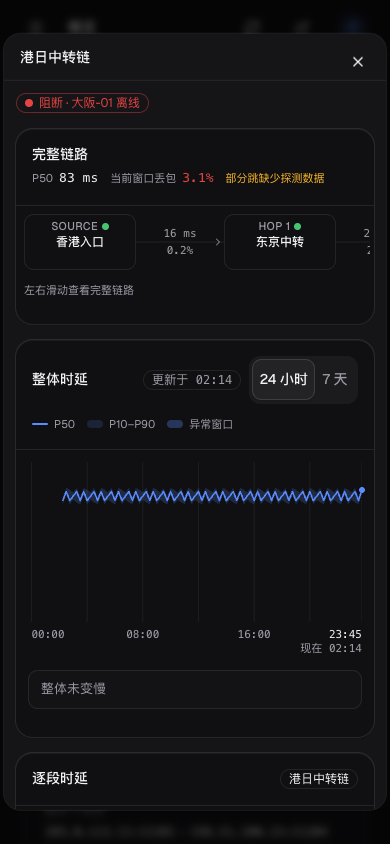 港日中转链
阻断 · 大阪-01 离线
完整链路
P50 83 ms 当前窗口丢包 3.1% 部分跳缺少探测数据
SOURCE
香港入口
16 ms
0.2%
HOP 1
东京中转
左右滑动查看完整链路
整体时延
更新于 02:14
24 小时
7 天
P50 P10–P90 异常窗口
00:00 08:00 16:00 23:45
现在 02:14
整体未变慢
逐段时延
港日中转链